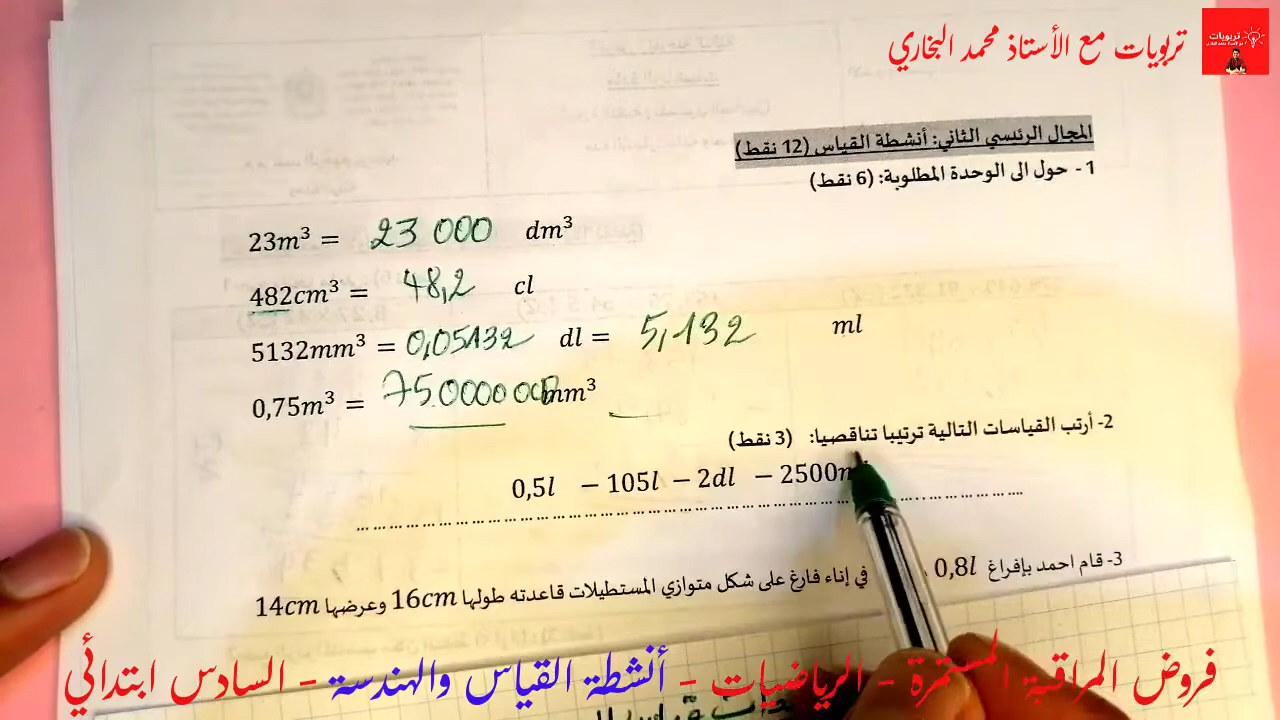 تربويات مع الأستاذ محمد البخاري
تربويات
المجال الرئيسي الثاني: أنشطة القياس (12 نقط)
1 - حول الى الوحدة المطلوبة: (6 نقط)
23m³ = 23 000 dm³
482cm³ = 48,2 cl
5132mm³ = 0,05132 dl = 5,132 ml
0,75m³ = 750000000mm³
2- أرتب القياسات التالية ترتيبا تناقصيا: (3 نقط)
0,5l - 105l - 2dl - 2500m
3- قام احمد بإفراغ 0,8l في إناء فارغ على شكل متوازي المستطيلات قاعدته طولها 16cm وعرضها 14cm
فروض المراقبة المستمرة - الرياضيات - أنشطة القياس والهندسة - السادس ابتدائي